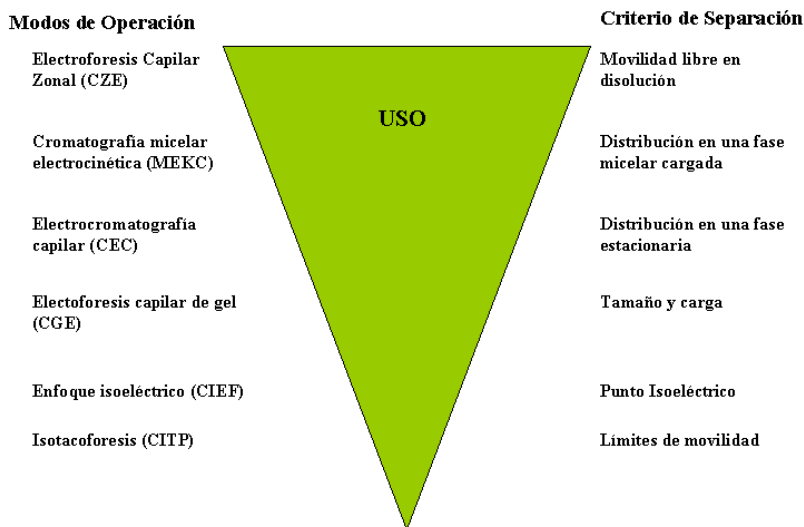 Modos de Operación
Criterio de Separación
Electroforesis Capilar
Zonal (CZE)
Movilidad libre en
disolución
USO
Cromatografía micelar
electrocinética (MEKC)
Distribución en una fase
micelar cargada
Electrocromatografía
capilar (CEC)
Distribución en una fase
estacionaria
Electoforesis capilar de gel
(CGE)
Tamaño y carga
Enfoque isoeléctrico (CIEF)
Punto Isoeléctrico
Isotacoforesis (CITP)
Límites de movilidad